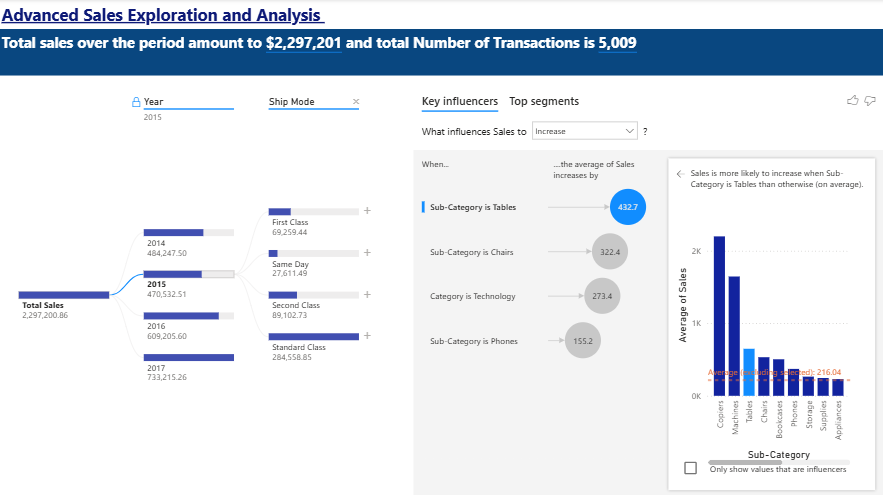 Advanced Sales Exploration and Analysis
Total sales over the period amount to $2,297,201 and total Number of Transactions is 5,009
Year
2015
Ship Mode
Total Sales
2,297,200.86
2014
484,247.50
2015
470,532.51
2016
609,205.60
2017
733,215.26
First Class
69,259.44
Same Day
27,611.49
Second Class
89,102.73
Standard Class
284,558.85
Key influencers Top segments
What influences Sales to Increase ?
When...
....the average of Sales
increases by
Sub-Category is Tables 432.7
Sub-Category is Chairs 322.4
Category is Technology 273.4
Sub-Category is Phones 155.2
Sales is more likely to increase when Sub-
Category is Tables than otherwise (on average).
Average of Sales
2K
1K
0K
Average (excluding selected): 216.04
Copiers
Machines
Tables
Chairs
Bookcases
Phones
Storage
Supplies
Appliances
Sub-Category
Only show values that are influencers